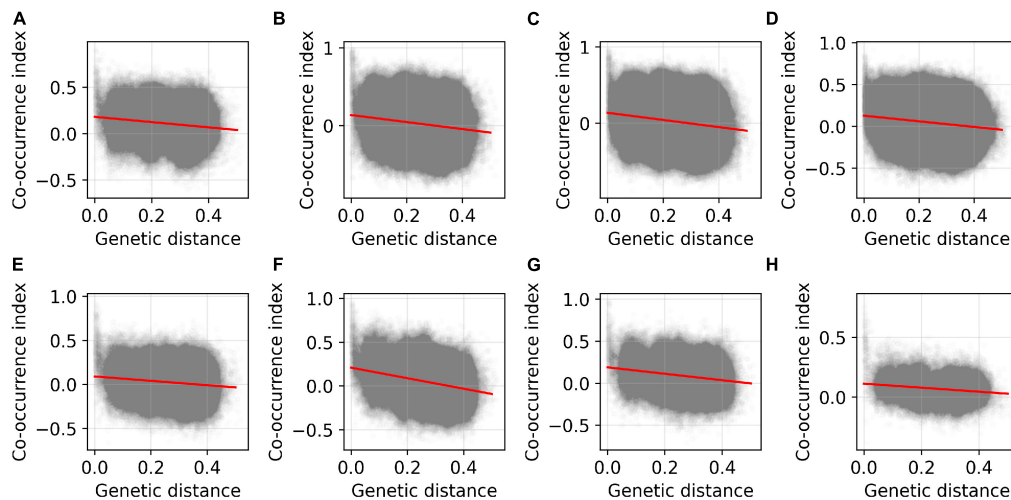 A B C D
Co-occurrence index Co-occurrence index Co-occurrence index Co-occurrence index
0.5 0.0 −0.5
1 0
1 0
1.0 0.5 0.0 −0.5
0.0 0.2 0.4 0.0 0.2 0.4 0.0 0.2 0.4 0.0 0.2 0.4
Genetic distance Genetic distance Genetic distance Genetic distance
E F G H
Co-occurrence index Co-occurrence index Co-occurrence index Co-occurrence index
1.0 0.5 0.0 −0.5
1.0 0.5 0.0 −0.5
1.0 0.5 0.0 −0.5
0.5 0.0
0.0 0.2 0.4 0.0 0.2 0.4 0.0 0.2 0.4 0.0 0.2 0.4
Genetic distance Genetic distance Genetic distance Genetic distance